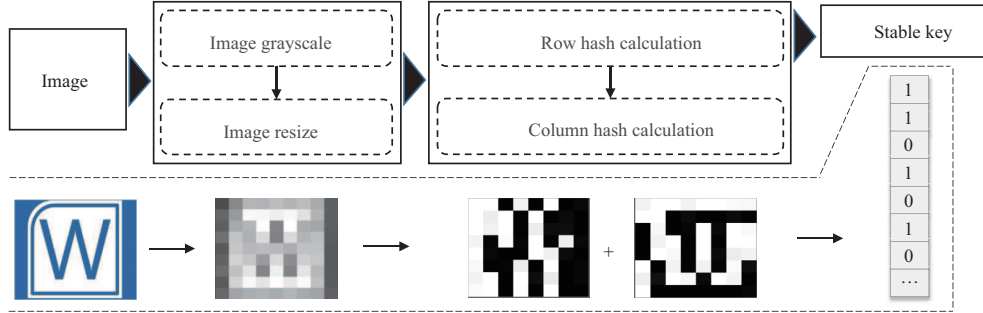 Image
Image grayscale
Image resize
Row hash calculation
Column hash calculation
Stable key
1
1
0
1
0
1
0
...
W
+